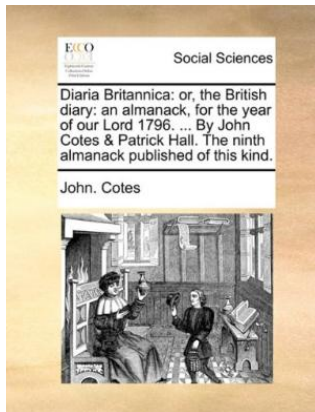 ECCO
Social Sciences
Diaria Britannica: or, the British
diary: an almanack, for the year
of our Lord 1796. ... By John
Cotes & Patrick Hall. The ninth
almanack published of this kind.
John. Cotes